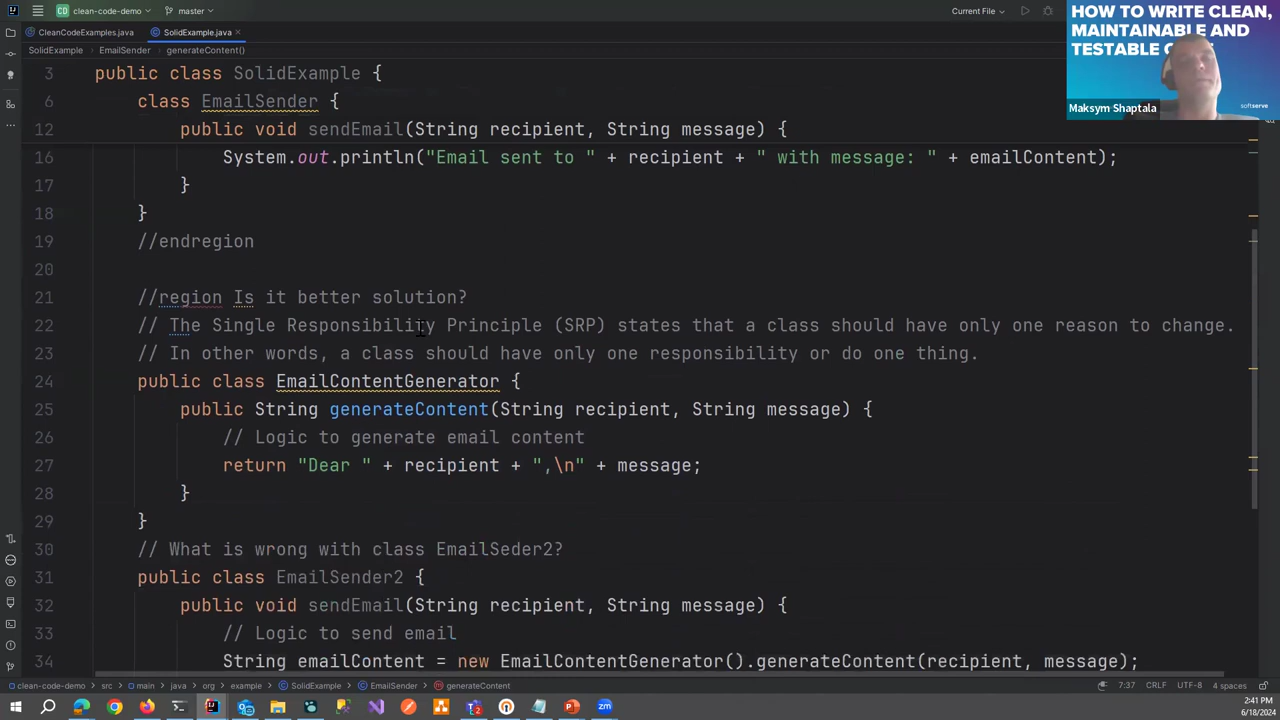 clean-code-demo
master
Current File
CleanCodeExamples.java
SolidExample.java
SolidExample
EmailSender
generateContent()
HOW TO WRITE CLEAN,
MAINTAINABLE AND
Maksym Shaptala
softserve
3 public class SolidExample {
6 class EmailSender {
12 public void sendEmail(String recipient, String message) {
16 System.out.println("Email sent to " + recipient + " with message: " + emailContent);
17 }
18 }
19 //endregion
20
21 //region Is it better solution?
22 // The Single Responsibility Principle (SRP) states that a class should have only one reason to change.
23 // In other words, a class should have only one responsibility or do one thing.
24 public class EmailContentGenerator {
25 public String generateContent(String recipient, String message) {
26 // Logic to generate email content
27 return "Dear " + recipient + ",\n" + message;
28 }
29 }
30 // What is wrong with class EmailSeder2?
31 public class EmailSender2 {
32 public void sendEmail(String recipient, String message) {
33 // Logic to send email
34 String emailContent = new EmailContentGenerator().generateContent(recipient, message);
clean-code-demo
src
main
java
org
example
SolidExample
EmailSender
generateContent
7:37
CRLF
UTF-8
4 spaces
2:41 PM
6/18/2024